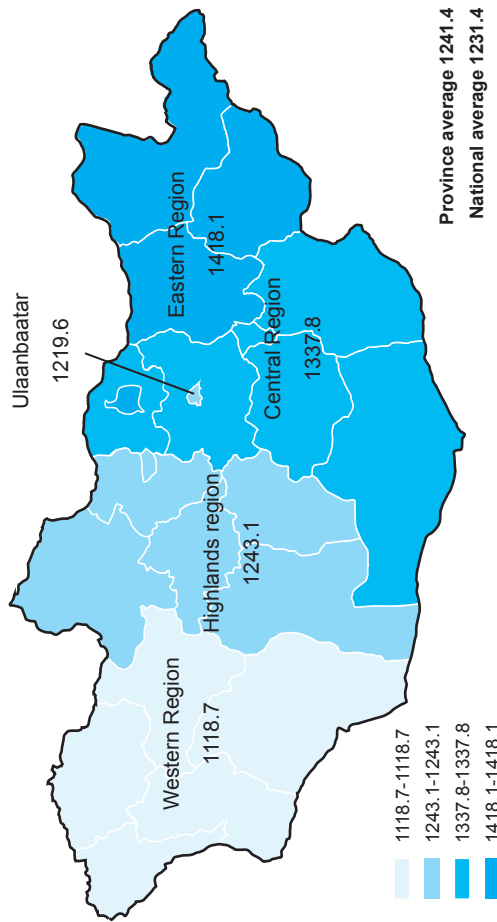 Ulaanbaatar
1219.6
Eastern Region
1418.1
Central Region
1337.8
Highlands region
1243.1
Western Region
1118.7
1118.7-1118.7
1243.1-1243.1
1337.8-1337.8
1418.1-1418.1
Province average 1241.4
National average 1231.4